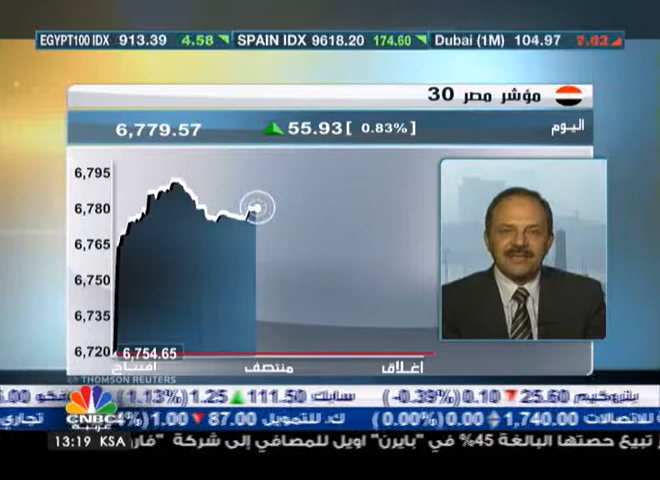 EGYPT100 IDX 913.39 4.58 SPAIN IDX 9618.20 174.60 Dubai (1M) 104.97
مؤشر مصر 30
اليوم 55.93[ 0.83%] 6,779.57
6,795
6,780
6,765
6,750
6,735
6,720
6,754.65
افتتاح منتصف إغلاق
© THOMSON REUTERS
بتروكيم 25.60 0.10 (-0.39%) سابك 111.50 1.25 (1.13%)
للاتصالات 1,740.00 0.00 (0.00%) ك. للتمويل 87.00 1.00
CNBC
عربية
13:19 KSA
تبيع حصتها البالغة 45% في "بايرن" اويل للمصافي إلى شركة